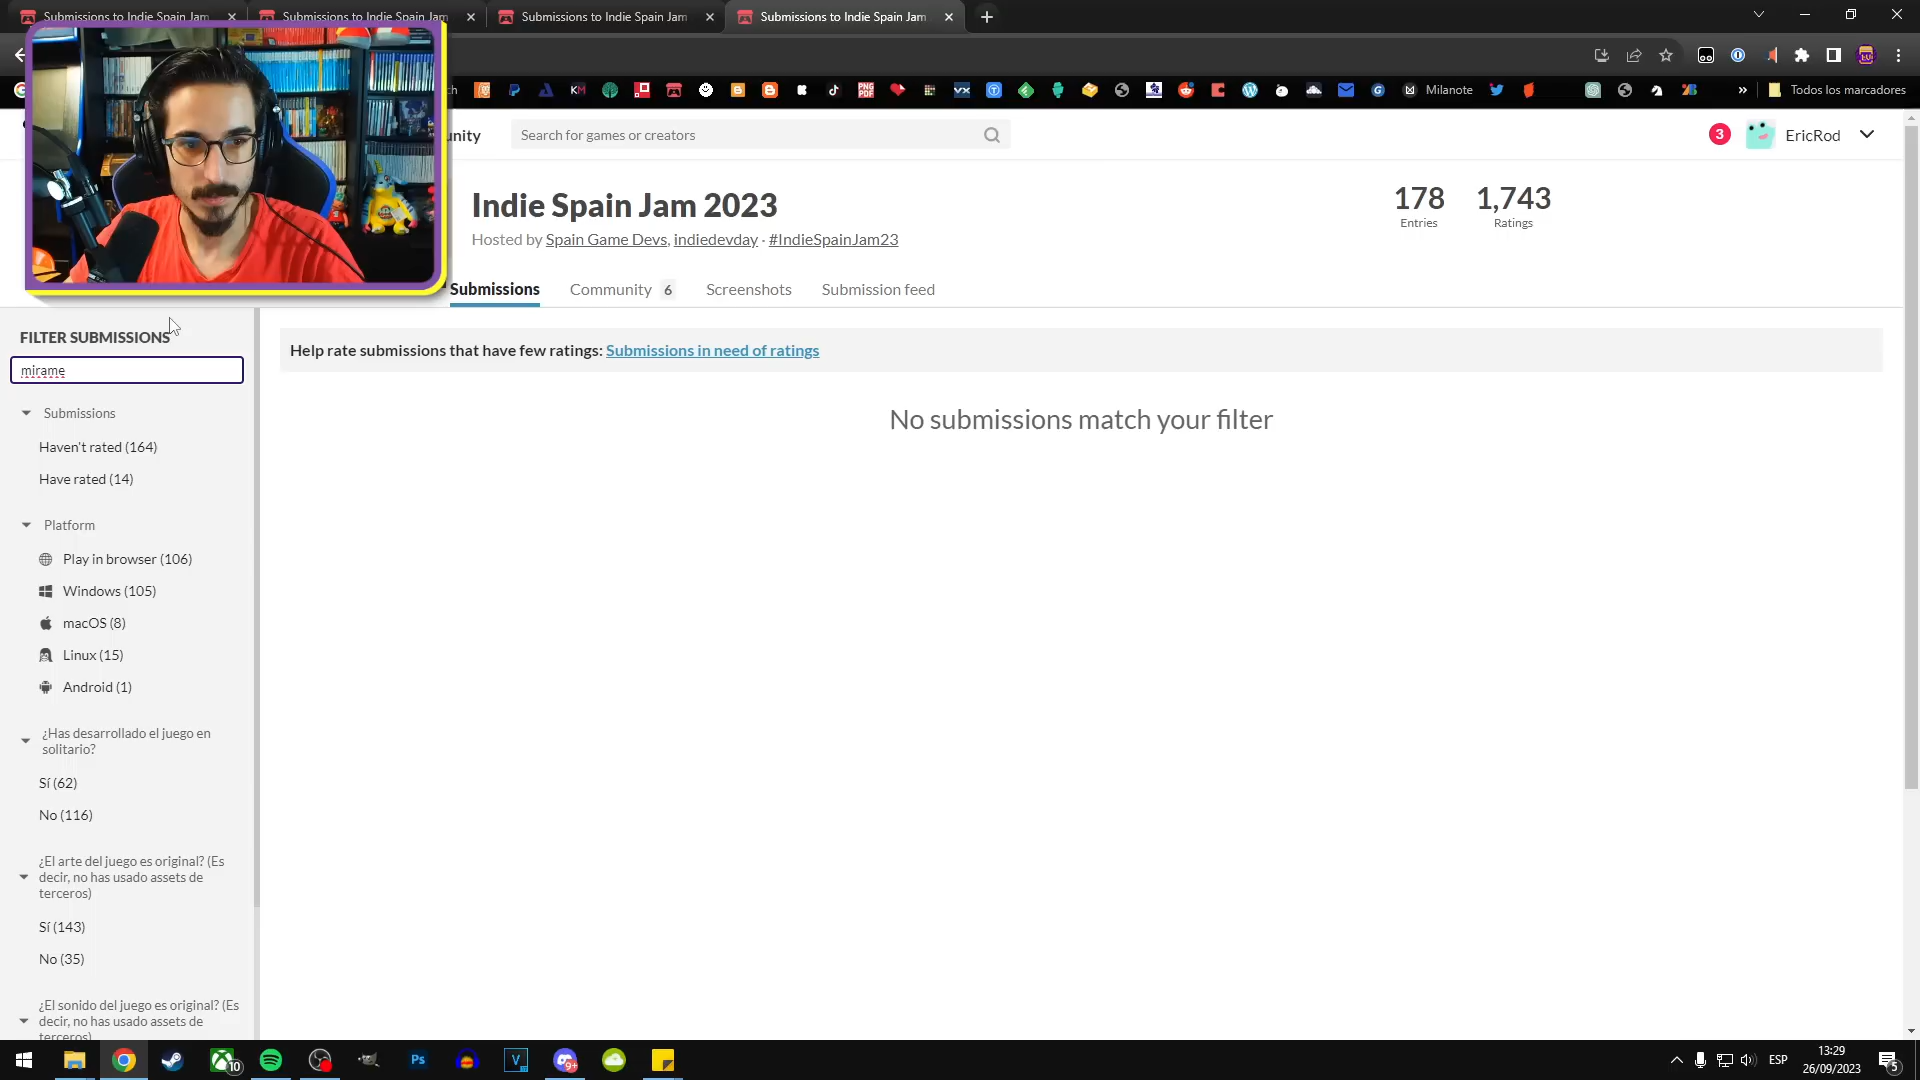 Submissions to Indie Spain Jam
Submissions to Indie Spain Jam
Submissions to Indie Spain Jam
Submissions to Indie Spain Jam
Milanote
Todos los marcadores
Search for games or creators
3
EricRod
Indie Spain Jam 2023
Hosted by Spain Game Devs, indiedevday · #IndieSpainJam23
178
Entries
1,743
Ratings
Submissions
Community 6
Screenshots
Submission feed
FILTER SUBMISSIONS
mirame
Submissions
Haven't rated (164)
Have rated (14)
Platform
Play in browser (106)
Windows (105)
macOS (8)
Linux (15)
Android (1)
¿Has desarrollado el juego en
solitario?
Sí (62)
No (116)
¿El arte del juego es original? (Es
decir, no has usado assets de
terceros)
Sí (143)
No (35)
¿El sonido del juego es original? (Es
decir, no has usado assets de
terceros)
Help rate submissions that have few ratings: Submissions in need of ratings
No submissions match your filter
10
Ps
V
9+
ESP
13:29
26/09/2023
5